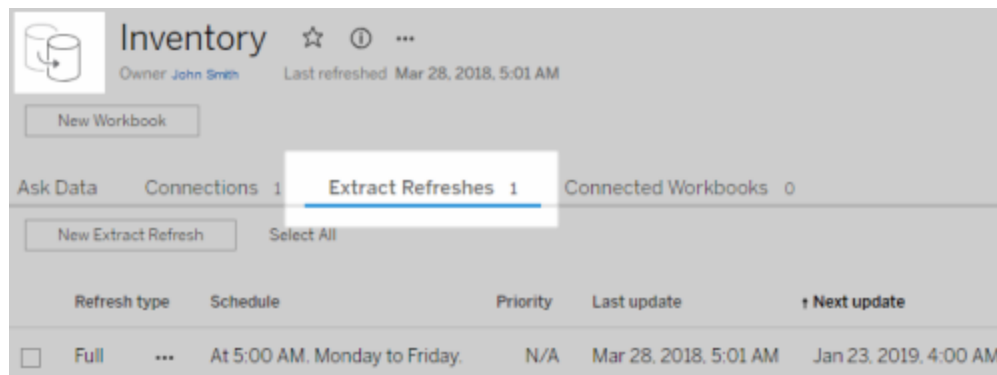 Inventory
Owner John Smith Last refreshed Mar 28, 2018, 5:01 AM
New Workbook
Ask Data Connections 1 Extract Refreshes 1 Connected Workbooks 0
New Extract Refresh Select All
Refresh type Schedule Priority Last update ↑ Next update
Full ••• At 5:00 AM, Monday to Friday. N/A Mar 28, 2018, 5:01 AM Jan 23, 2019, 4:00 AM